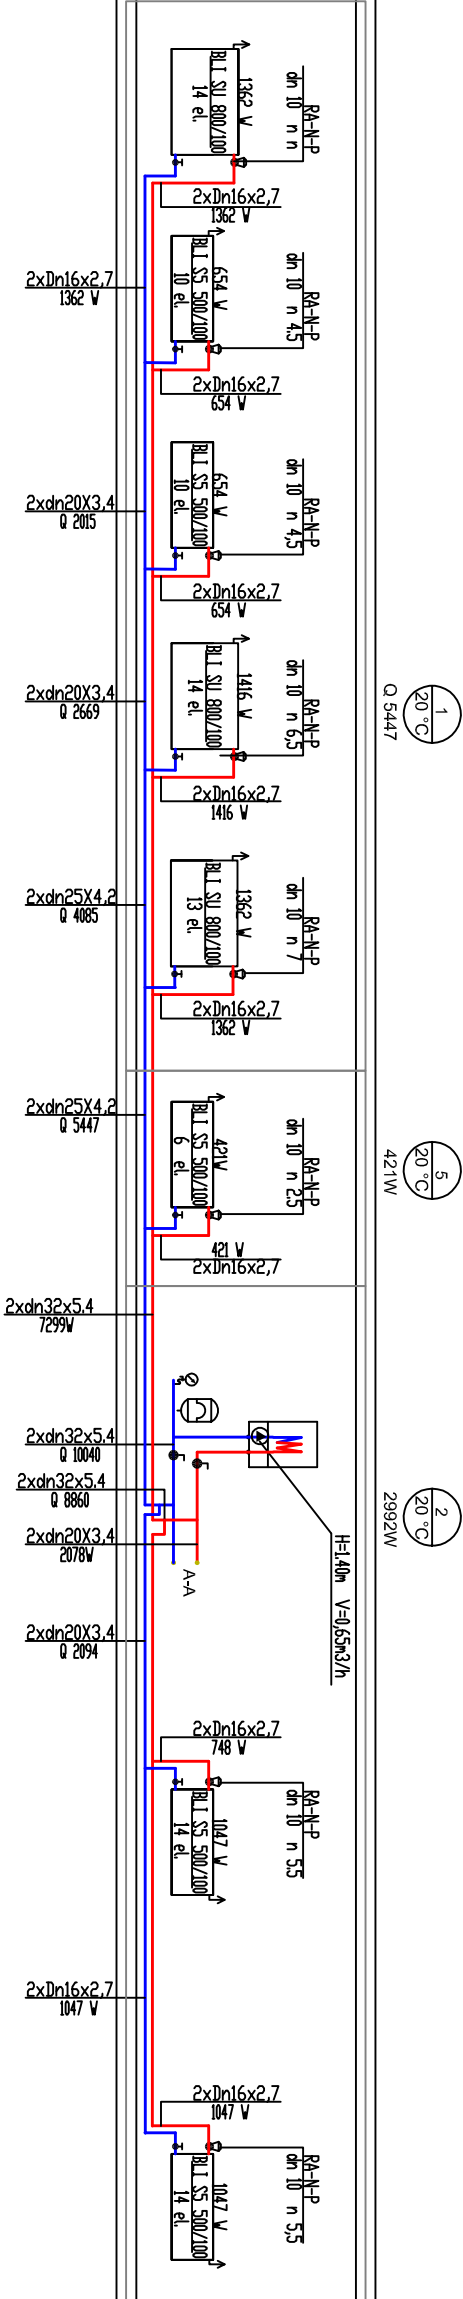 RA-N-P
dn 10 n n
1362 W
BLI SU 800/100
14 el.
2xDn16x2,7
1362 W
2xDn16x2,7
1362 W
RA-N-P
dn 10 n 4.5
654 W
BLI S5 500/100
10 el.
2xDn16x2,7
654 W
2xdn20X3,4
Q 2015
RA-N-P
dn 10 n 4,5
654 W
BLI S5 500/100
10 el.
2xDn16x2,7
654 W
1
20 °C
Q 5447
2xdn20X3,4
Q 2669
RA-N-P
dn 10 n 6,5
1416 W
BLI SU 800/100
14 el.
2xDn16x2,7
1416 W
2xdn25X4,2
Q 4085
RA-N-P
dn 10 n 7
1362 W
BLI SU 800/100
13 el.
2xDn16x2,7
1362 W
2xdn25X4,2
Q 5447
5
20 °C
421W
RA-N-P
dn 10 n 2.5
421W
BLI S5 500/100
6 el.
421 W
2xDn16x2,7
2xdn32x5.4
7299W
2
20 °C
2992W
2xdn32x5.4
Q 10040
2xdn32x5.4
Q 8860
2xdn20X3,4
2078W
H=1.40m V=0,65m3/h
A-A
2xdn20X3,4
Q 2094
2xDn16x2,7
748 W
RA-N-P
dn 10 n 5.5
1047 W
BLI S5 500/100
14 el.
2xDn16x2,7
1047 W
2xDn16x2,7
1047 W
RA-N-P
dn 10 n 5,5
1047 W
BLI S5 500/100
14 el.